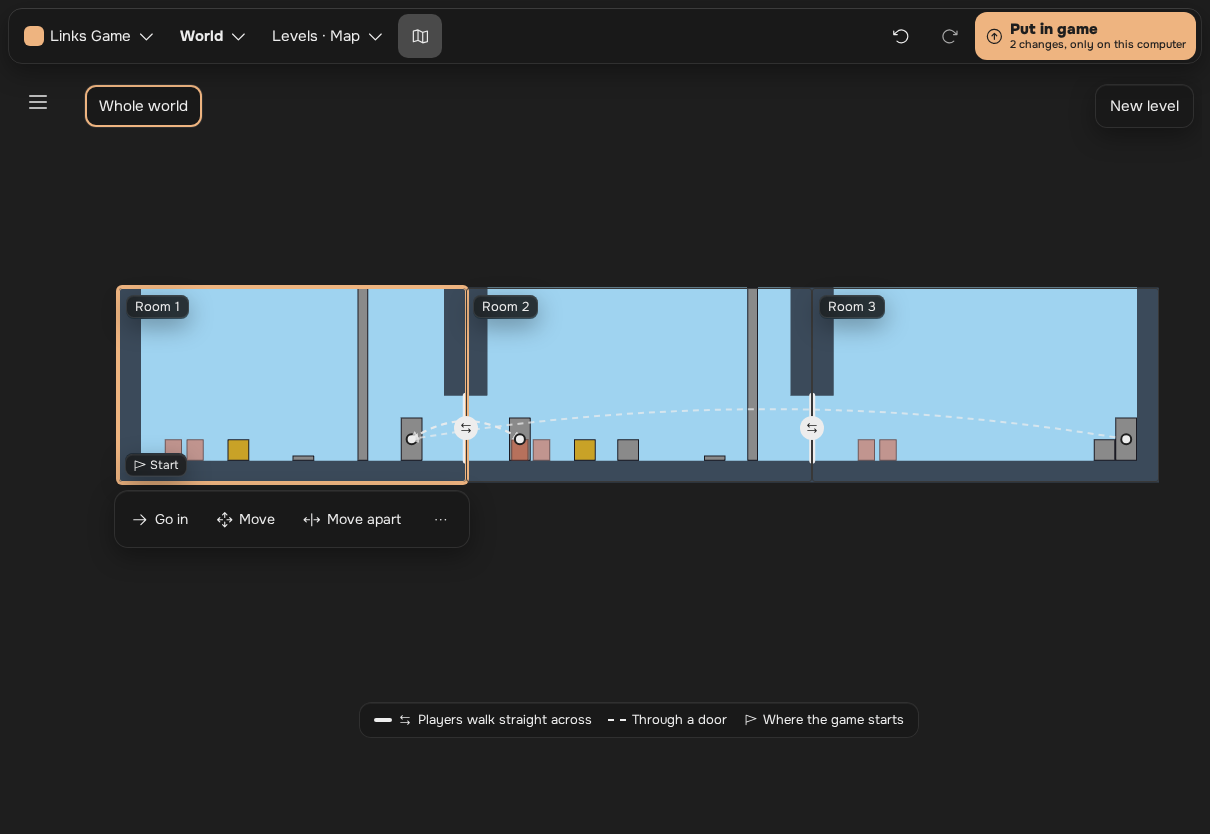 Links Game
World
Levels · Map
Put in game
2 changes, only on this computer
Whole world
New level
Room 1
Room 2
Room 3
Start
Go in
Move
Move apart
···
Players walk straight across
Through a door
Where the game starts